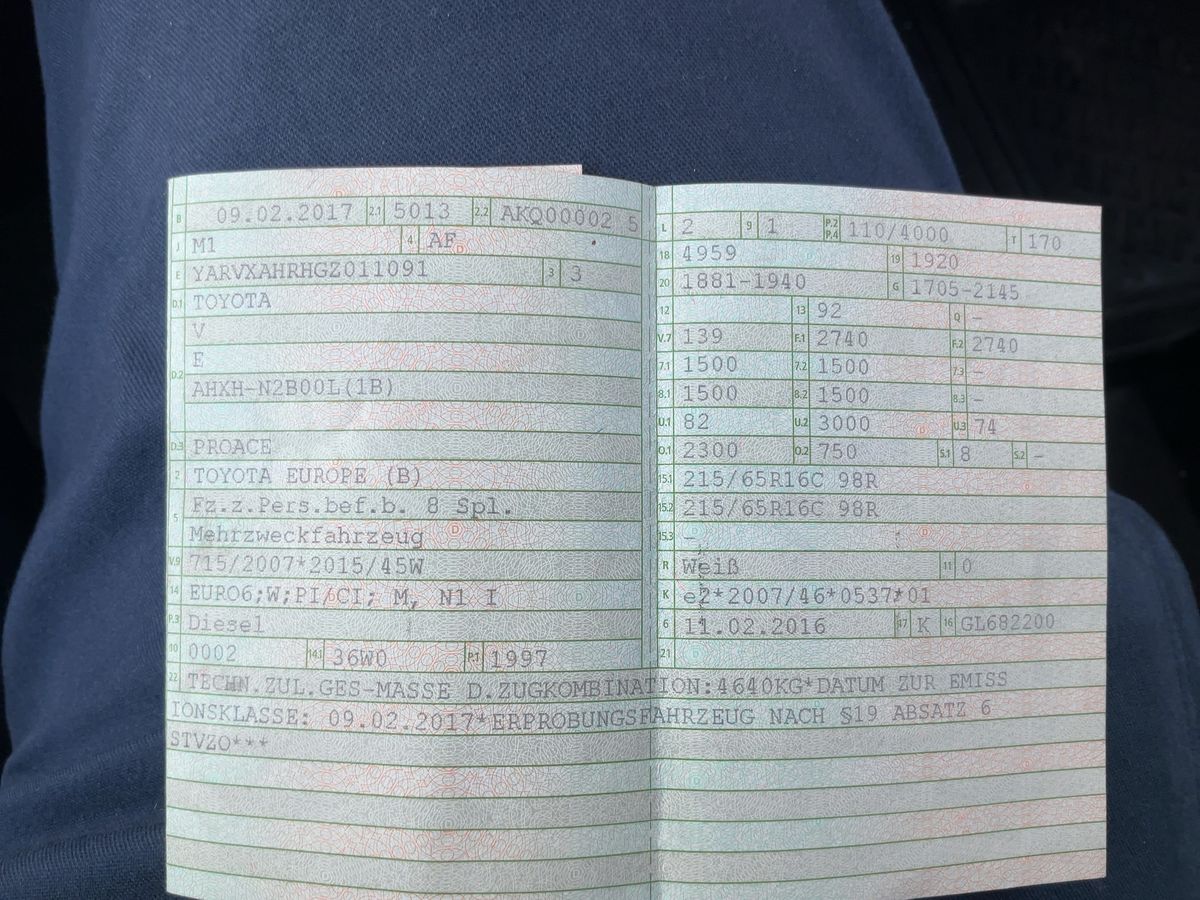 B 09.02.2017 2.1 5013 2.2 AKQ00002 5
J M1 4 AF
E YARVXAHRHGZ011091 3 3
D.1 TOYOTA
V
D.2 E
AHXH-N2B00L(1B)
D.3 PROACE
2 TOYOTA EUROPE (B)
5 Fz.z.Pers.bef.b. 8 Spl.
Mehrzweckfahrzeug
V.9 715/2007*2015/45W
14 EURO6;W;PI/CI; M, N1 I
P.3 Diesel
10 0002 14.1 36W0 P.1 1997
L 2 9 1 P.2 P.4 110/4000 T 170
18 4959 19 1920
20 1881-1940 G 1705-2145
12 13 92 Q -
V.7 139 F.1 2740 F.2 2740
7.1 1500 7.2 1500 7.3 -
8.1 1500 8.2 1500 8.3 -
U.1 82 U.2 3000 U.3 74
O.1 2300 O.2 750 S.1 8 S.2 -
15.1 215/65R16C 98R
15.2 215/65R16C 98R
15.3 -
R Weiß 11 0
K e2*2007/46*0537*01
6 11.02.2016 17 K 16 GL682200
21
22 TECHN.ZUL.GES-MASSE D.ZUGKOMBINATION:4640KG*DATUM ZUR EMISS
IONSKLASSE: 09.02.2017*ERPROBUNGSFAHRZEUG NACH §19 ABSATZ 6
STVZO***